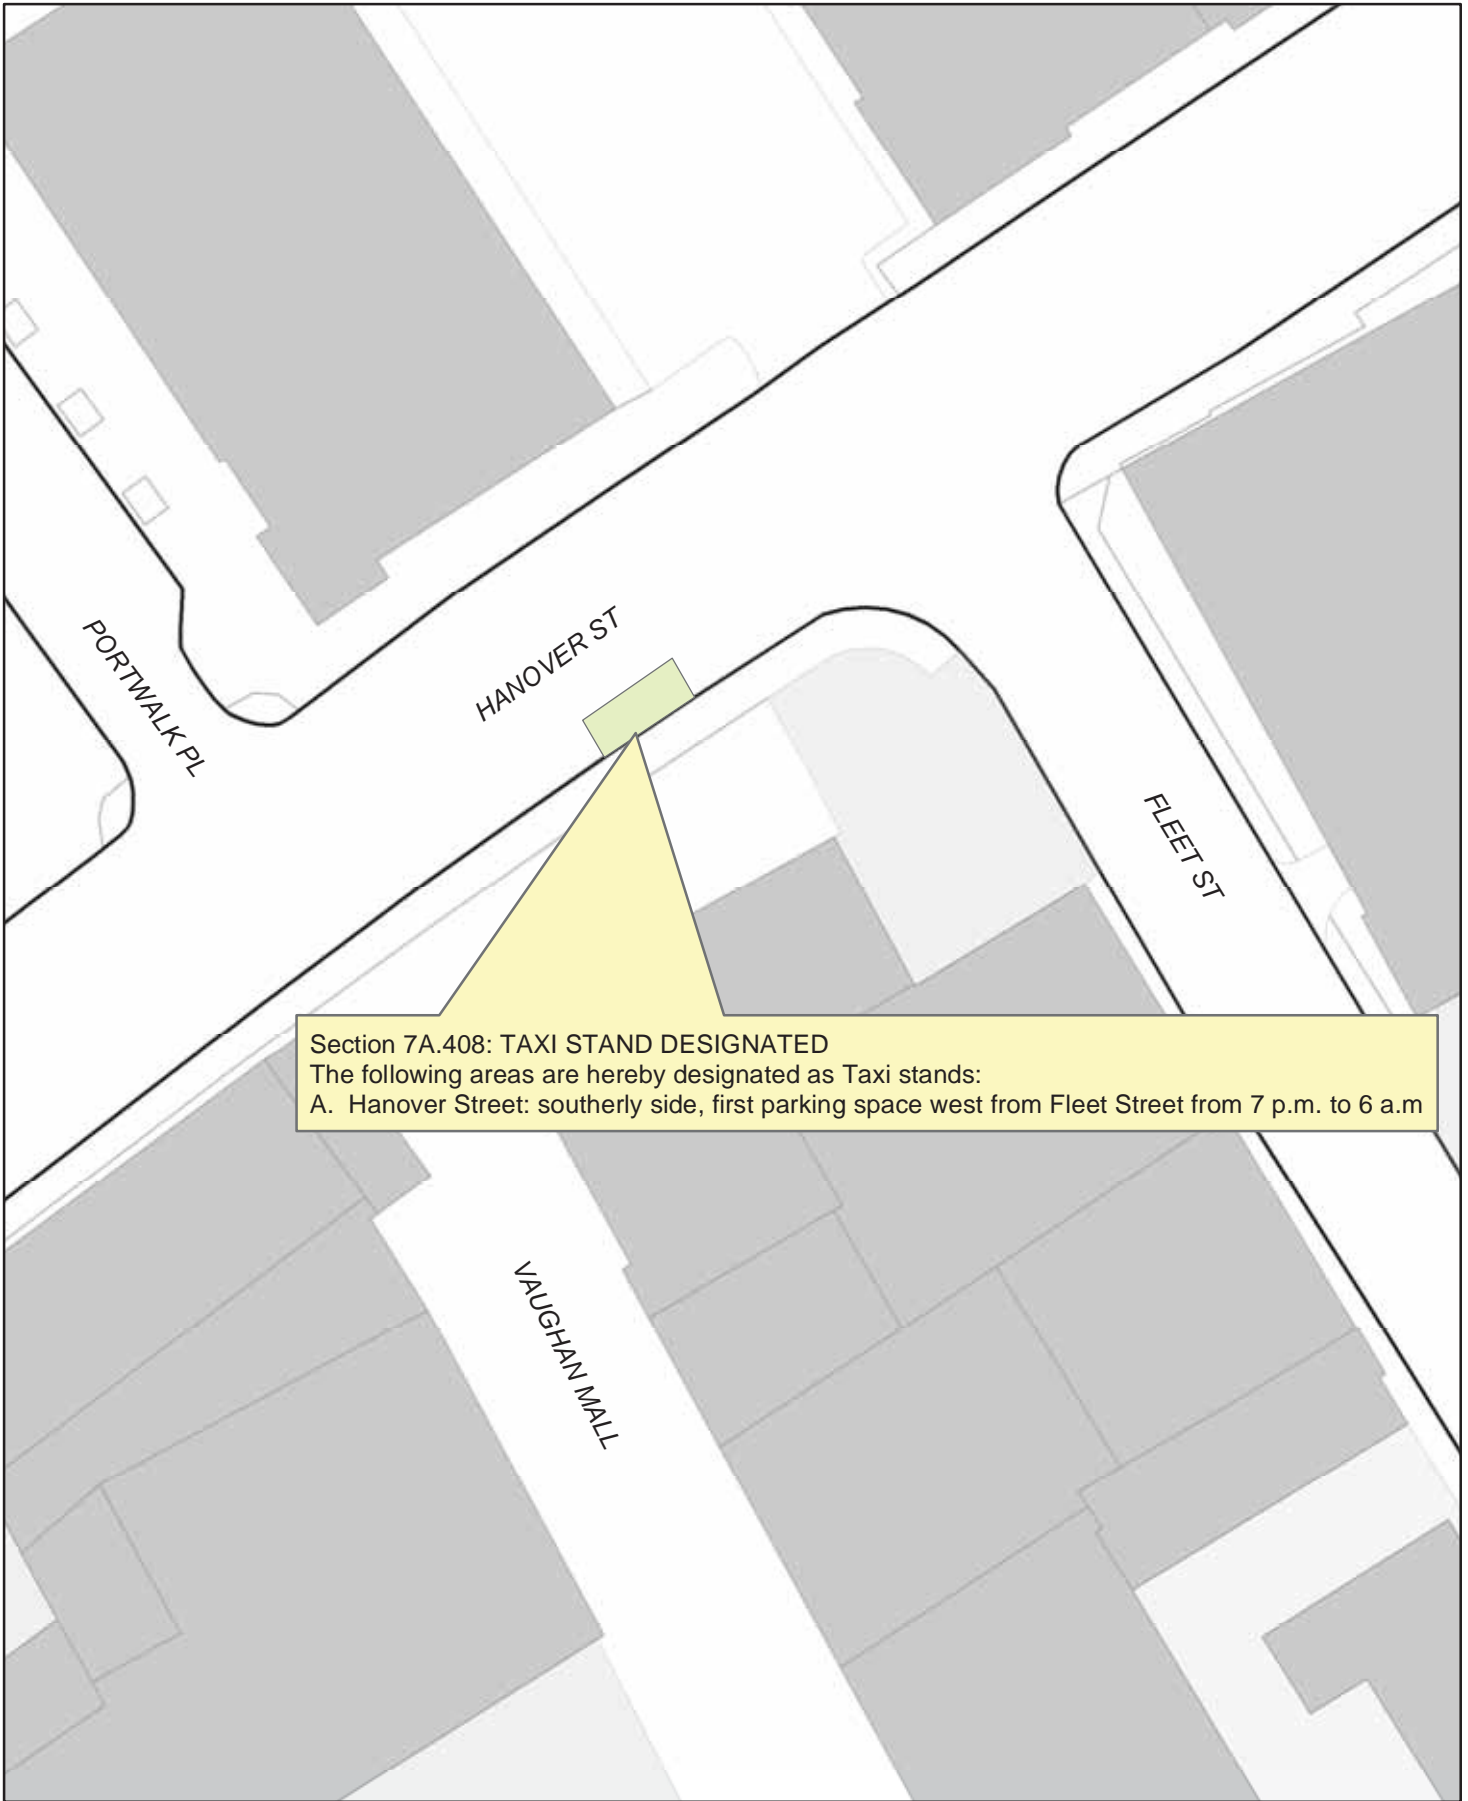 HANOVER ST
PORTWALK PL
FLEET ST
Section 7A.408: TAXI STAND DESIGNATED
The following areas are hereby designated as Taxi stands:
A. Hanover Street: southerly side, first parking space west from Fleet Street from 7 p.m. to 6 a.m
VAUGHAN MALL